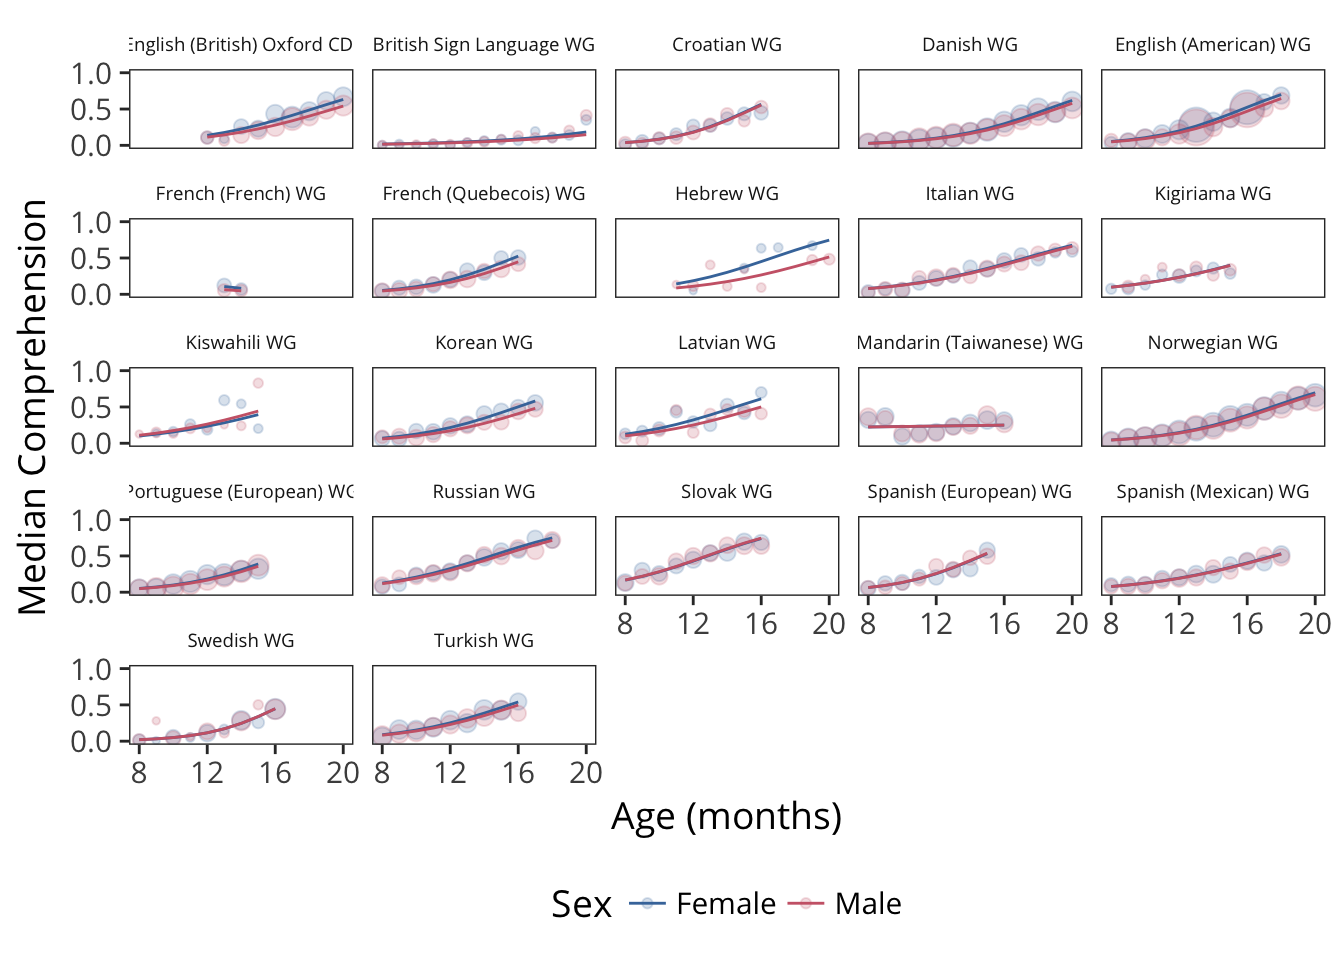 English (British) Oxford CD
British Sign Language WG
Croatian WG
Danish WG
English (American) WG
1.0
0.5
0.0
French (French) WG
French (Quebecois) WG
Hebrew WG
Italian WG
Kigiriama WG
1.0
0.5
0.0
Kiswahili WG
Korean WG
Latvian WG
Mandarin (Taiwanese) WG
Norwegian WG
1.0
0.5
0.0
Portuguese (European) WG
Russian WG
Slovak WG
Spanish (European) WG
Spanish (Mexican) WG
1.0
0.5
0.0
8 12 16 20
8 12 16 20
8 12 16 20
Swedish WG
Turkish WG
1.0
0.5
0.0
8 12 16 20
8 12 16 20
Median Comprehension
Age (months)
Sex Female Male